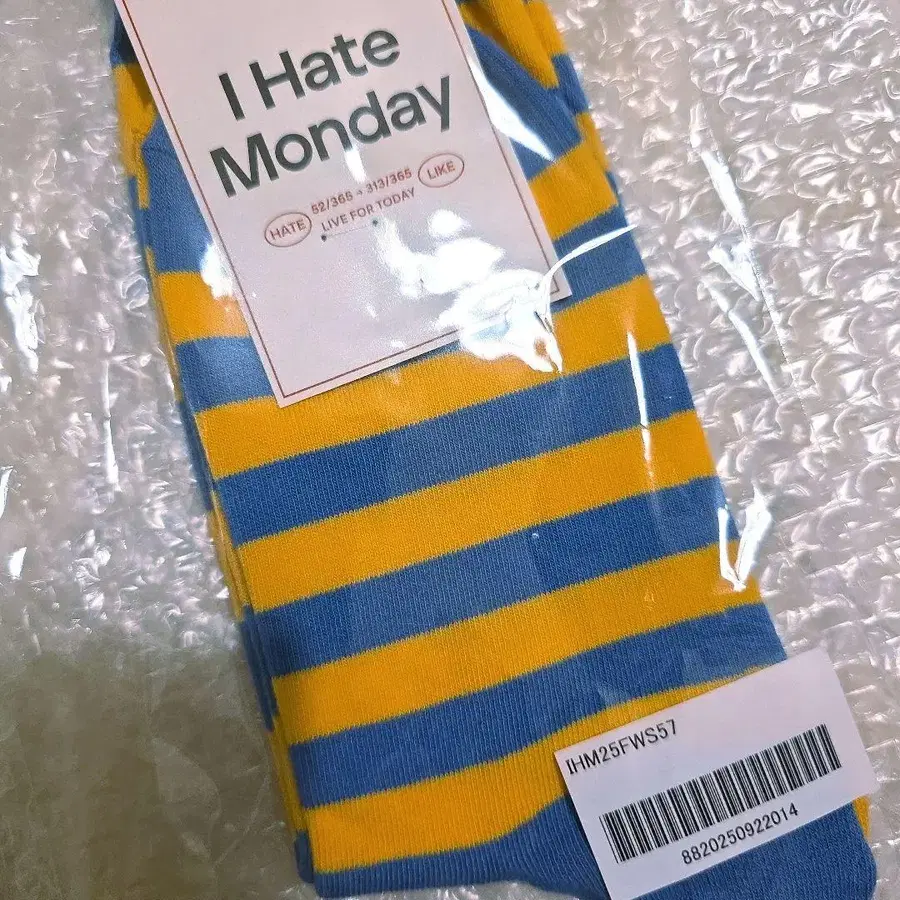 I Hate
Monday
HATE 52/365 → 313/365 LIKE
LIVE FOR TODAY
IHM25FWS57
8820250922014